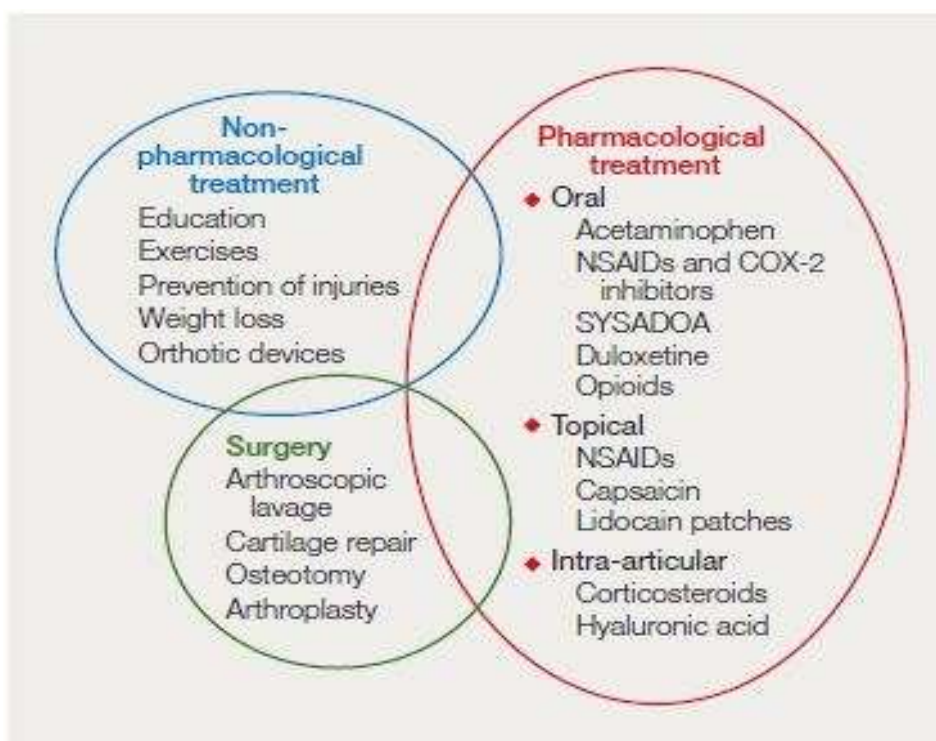 Non-
pharmacological
treatment
Education
Exercises
Prevention of injuries
Weight loss
Orthotic devices
Surgery
Arthroscopic
lavage
Cartilage repair
Osteotomy
Arthroplasty
Pharmacological
treatment
Oral
Acetaminophen
NSAIDs and COX-2
inhibitors
SYSADOA
Duloxetine
Opioids
Topical
NSAIDs
Capsaicin
Lidocain patches
Intra-articular
Corticosteroids
Hyaluronic acid